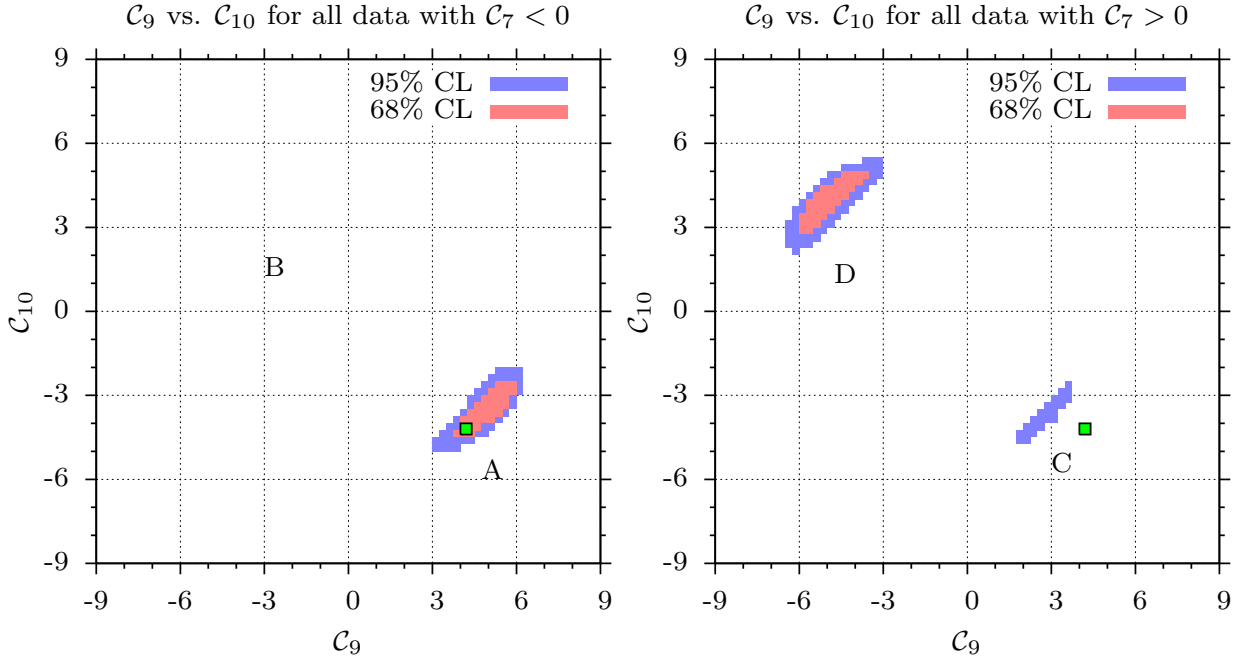 𝒞₉ vs. 𝒞₁₀ for all data with 𝒞₇ < 0
9
6
3
0
-3
-6
-9
-9 -6 -3 0 3 6 9
𝒞₁₀
𝒞₉
95% CL
68% CL
B
A
𝒞₉ vs. 𝒞₁₀ for all data with 𝒞₇ > 0
9
6
3
0
-3
-6
-9
-9 -6 -3 0 3 6 9
𝒞₁₀
𝒞₉
95% CL
68% CL
D
C